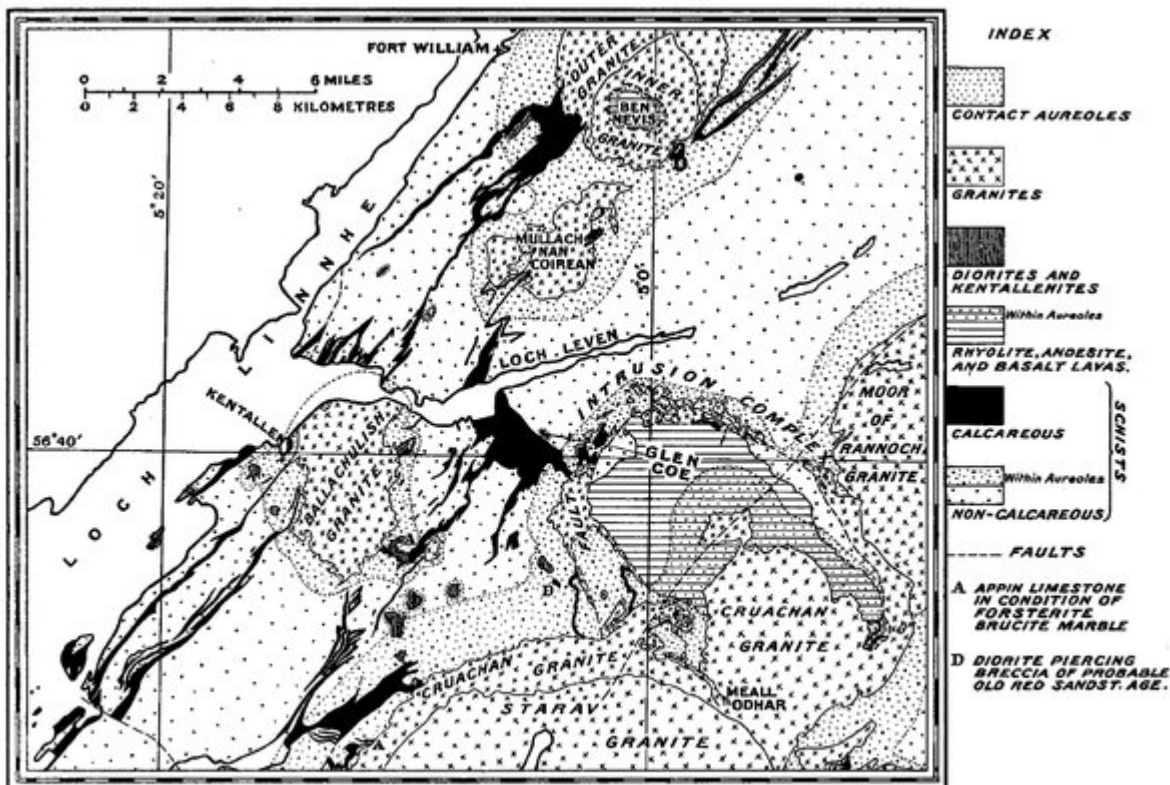 FORT WILLIAM
0 2 4 6 MILES
0 2 4 6 8
KILOMETRES
OUTER
GRANITE
INNER
BEN
NEVIS
GRANITE
5°20'
5°0'
MULLACH
NAN
COIREAN
LOCH LINNHE
LOCH LEVEN
KENTALLEN
56°40'
BALLACHULISH
GRANITE
INTRUSION COMPLEX
GLEN
COE
FAULT
MOOR
OF
RANNOCH
GRANITE.
D
CRUACHAN
GRANITE
CRUACHAN GRANITE
MEALL
ODHAR
STARAV
GRANITE
A
INDEX
CONTACT AUREOLES
GRANITES
DIORITES AND
KENTALLENITES
Within Aureoles
RHYOLITE, ANDESITE,
AND BASALT LAVAS.
CALCAREOUS
Within Aureoles
NON-CALCAREOUS
SCHISTS
FAULTS
A APPIN LIMESTONE
IN CONDITION OF
FORSTERITE
BRUCITE MARBLE
D DIORITE PIERCING
BRECCIA OF PROBABLE
OLD RED SANDST. AGE.